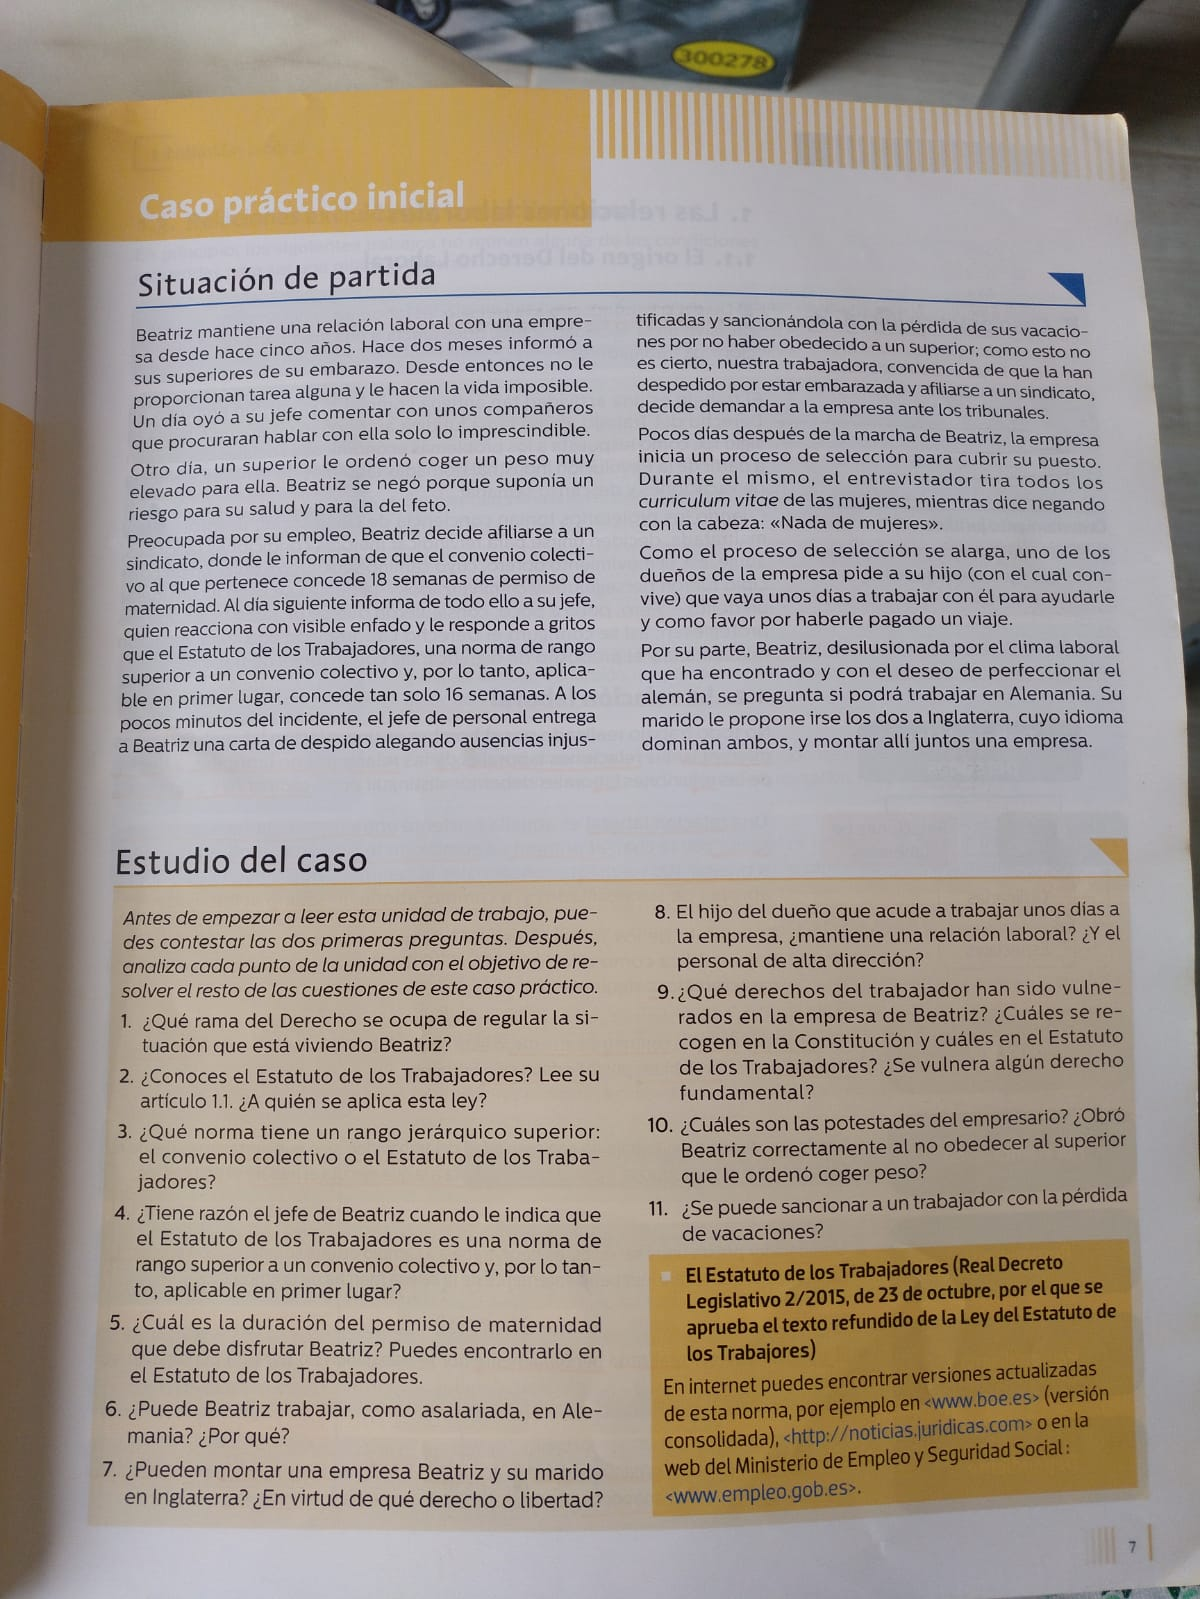 300278
Caso práctico inicial
Situación de partida
Beatriz mantiene una relación laboral con una empre-
sa desde hace cinco años. Hace dos meses informó a
sus superiores de su embarazo. Desde entonces no le
proporcionan tarea alguna y le hacen la vida imposible.
Un día oyó a su jefe comentar con unos compañeros
que procuraran hablar con ella solo lo imprescindible.
Otro día, un superior le ordenó coger un peso muy
elevado para ella. Beatriz se negó porque suponía un
riesgo para su salud y para la del feto.
Preocupada por su empleo, Beatriz decide afiliarse a un
sindicato, donde le informan de que el convenio colecti-
vo al que pertenece concede 18 semanas de permiso de
maternidad. Al día siguiente informa de todo ello a su jefe,
quien reacciona con visible enfado y le responde a gritos
que el Estatuto de los Trabajadores, una norma de rango
superior a un convenio colectivo y, por lo tanto, aplica-
ble en primer lugar, concede tan solo 16 semanas. A los
pocos minutos del incidente, el jefe de personal entrega
a Beatriz una carta de despido alegando ausencias injus-
tificadas y sancionándola con la pérdida de sus vacacio-
nes por no haber obedecido a un superior; como esto no
es cierto, nuestra trabajadora, convencida de que la han
despedido por estar embarazada y afiliarse a un sindicato,
decide demandar a la empresa ante los tribunales.
Pocos días después de la marcha de Beatriz, la empresa
inicia un proceso de selección para cubrir su puesto.
Durante el mismo, el entrevistador tira todos los
curriculum vitae de las mujeres, mientras dice negando
con la cabeza: «Nada de mujeres».
Como el proceso de selección se alarga, uno de los
dueños de la empresa pide a su hijo (con el cual con-
vive) que vaya unos días a trabajar con él para ayudarle
y como favor por haberle pagado un viaje.
Por su parte, Beatriz, desilusionada por el clima laboral
que ha encontrado y con el deseo de perfeccionar el
alemán, se pregunta si podrá trabajar en Alemania. Su
marido le propone irse los dos a Inglaterra, cuyo idioma
dominan ambos, y montar allí juntos una empresa.
Estudio del caso
Antes de empezar a leer esta unidad de trabajo, pue-
des contestar las dos primeras preguntas. Después,
analiza cada punto de la unidad con el objetivo de re-
solver el resto de las cuestiones de este caso práctico.
1. ¿Qué rama del Derecho se ocupa de regular la si-
tuación que está viviendo Beatriz?
2. ¿Conoces el Estatuto de los Trabajadores? Lee su
artículo 1.1. ¿A quién se aplica esta ley?
3. ¿Qué norma tiene un rango jerárquico superior:
el convenio colectivo o el Estatuto de los Traba-
jadores?
4. ¿Tiene razón el jefe de Beatriz cuando le indica que
el Estatuto de los Trabajadores es una norma de
rango superior a un convenio colectivo y, por lo tan-
to, aplicable en primer lugar?
5. ¿Cuál es la duración del permiso de maternidad
que debe disfrutar Beatriz? Puedes encontrarlo en
el Estatuto de los Trabajadores.
6. ¿Puede Beatriz trabajar, como asalariada, en Ale-
mania? ¿Por qué?
7. ¿Pueden montar una empresa Beatriz y su marido
en Inglaterra? ¿En virtud de qué derecho o libertad?
8. El hijo del dueño que acude a trabajar unos días a
la empresa, ¿mantiene una relación laboral? ¿Y el
personal de alta dirección?
9. ¿Qué derechos del trabajador han sido vulne-
rados en la empresa de Beatriz? ¿Cuáles se re-
cogen en la Constitución y cuáles en el Estatuto
de los Trabajadores? ¿Se vulnera algún derecho
fundamental?
10. ¿Cuáles son las potestades del empresario? ¿Obró
Beatriz correctamente al no obedecer al superior
que le ordenó coger peso?
11. ¿Se puede sancionar a un trabajador con la pérdida
de vacaciones?
El Estatuto de los Trabajadores (Real Decreto
Legislativo 2/2015, de 23 de octubre, por el que se
aprueba el texto refundido de la Ley del Estatuto de
los Trabajores)
En internet puedes encontrar versiones actualizadas
de esta norma, por ejemplo en <www.boe.es> (versión
consolidada), <http://noticias.juridicas.com> o en la
web del Ministerio de Empleo y Seguridad Social:
<www.empleo.gob.es>.
7